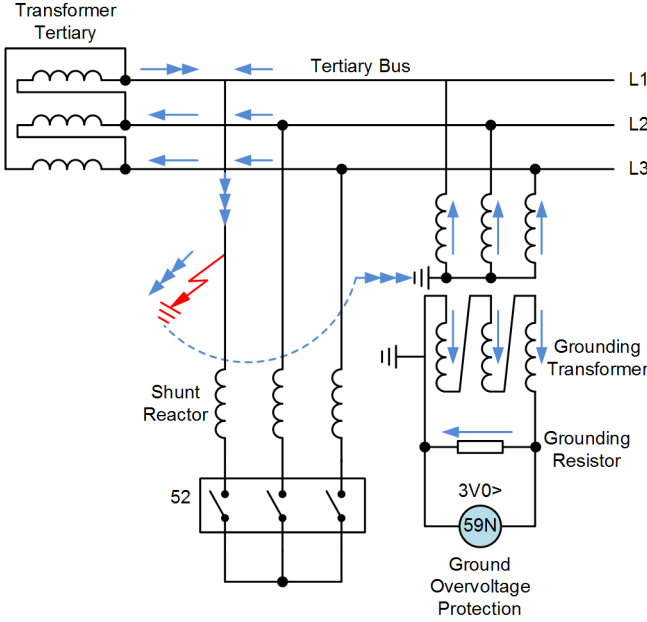 Transformer
Tertiary
Tertiary Bus
L1
L2
L3
Shunt
Reactor
Grounding
Transformer
Grounding
Resistor
52
3V0>
59N
Ground
Overvoltage
Protection